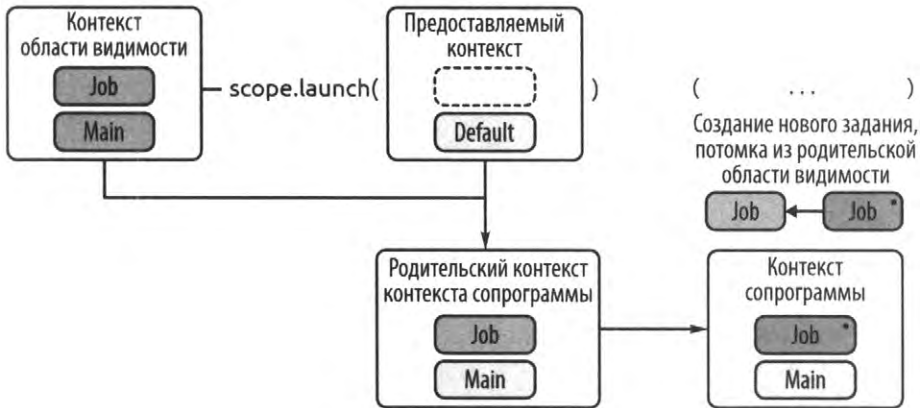 Контекст
области видимости
Job
Main
scope.launch(
Предоставляемый
контекст
Default
)
( ... )
Создание нового задания,
потомка из родительской
области видимости
Job
Job *
Родительский контекст
контекста сопрограммы
Job
Main
Контекст
сопрограммы
Job *
Main